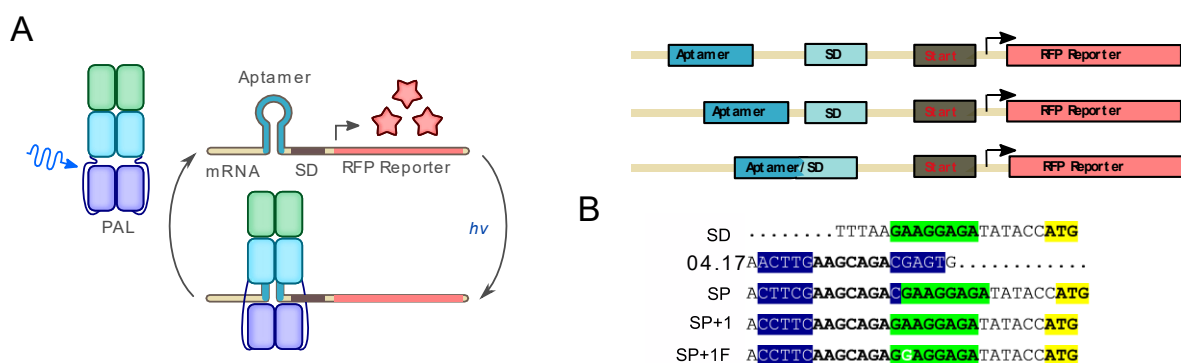 A
Aptamer
mRNA
SD
RFP Reporter
PAL
hν
Aptamer
SD
Start
RFP Reporter
Aptamer
SD
Start
RFP Reporter
Aptamer/SD
Start
RFP Reporter
B
SD ........TTTAAGAAGGAGATATACCATG
04.17 AACTTGAAGCAGACGAGTG............
SP ACTTCGAAGCAGACGAAGGAGATATACCATG
SP+1 ACCTTCAAGCAGAGAAGGAGATATACCATG
SP+1F ACCTTCAAGCAGAGGAGGAGATATACCATG